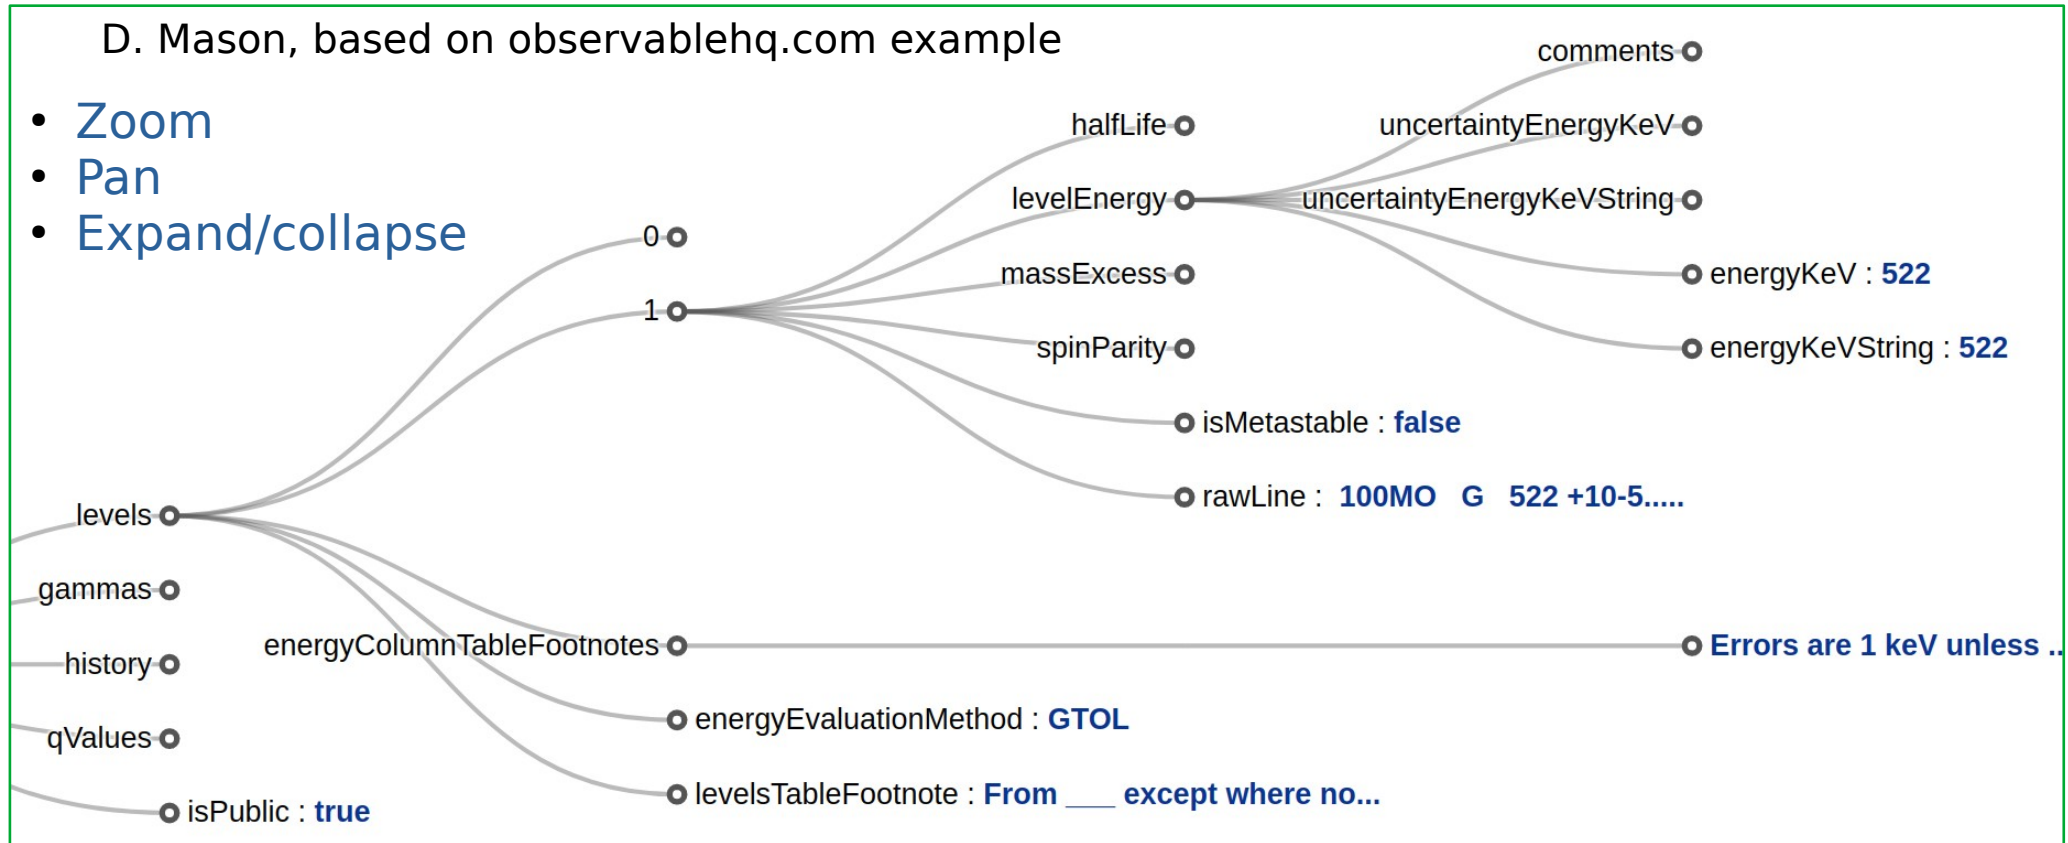 D. Mason, based on observablehq.com example
• Zoom
• Pan
• Expand/collapse
comments
halfLife
uncertaintyEnergyKeV
levelEnergy
uncertaintyEnergyKeVString
0
massExcess
energyKeV : 522
1
spinParity
energyKeVString : 522
isMetastable : false
rawLine : 100MO   G   522 +10-5.....
levels
gammas
energyColumnTableFootnotes
Errors are 1 keV unless ..
history
energyEvaluationMethod : GTOL
qValues
levelsTableFootnote : From ___ except where no...
isPublic : true